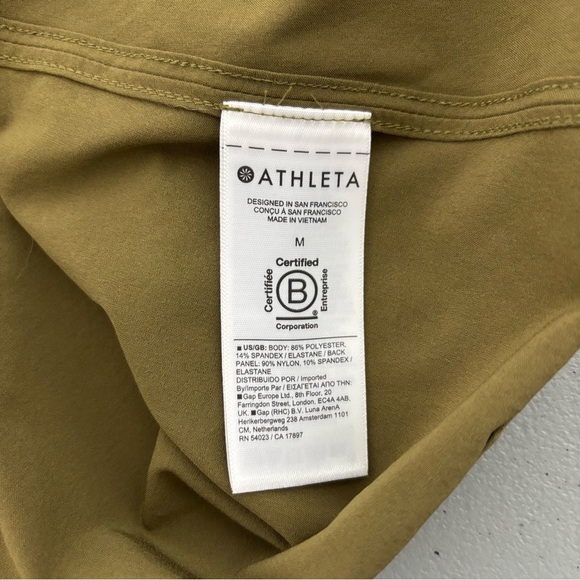 ATHLETA
DESIGNED IN SAN FRANCISCO
CONÇU À SAN FRANCISCO
MADE IN VIETNAM
M
Certified
Certifiée
B
Entreprise
®
Corporation
■ US/GB: BODY: 86% POLYESTER,
14% SPANDEX / ELASTANE / BACK
PANEL: 90% NYLON, 10% SPANDEX /
ELASTANE
DISTRIBUIDO POR / Imported
By/Importe Par / ΕΙΣΑΓΕΤΑΙ ΑΠΟ ΤΗΝ:
■ Gap Europe Ltd., 8th Floor, 20
Farringdon Street, London, EC4A 4AB,
UK. ■ Gap (RHC) B.V. Luna ArenA
Herikerbergweg 238 Amsterdam 1101
CM, Netherlands
RN 54023 / CA 17897